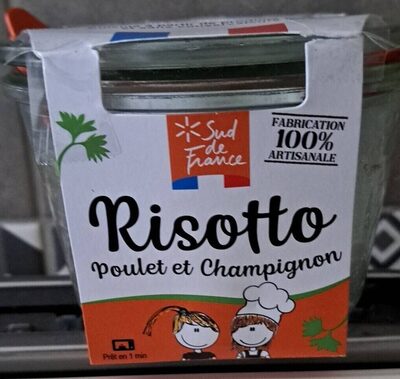 Sud
de
France
FABRICATION
100%
ARTISANALE
Risotto
Poulet et Champignon
Prêt en 1 min